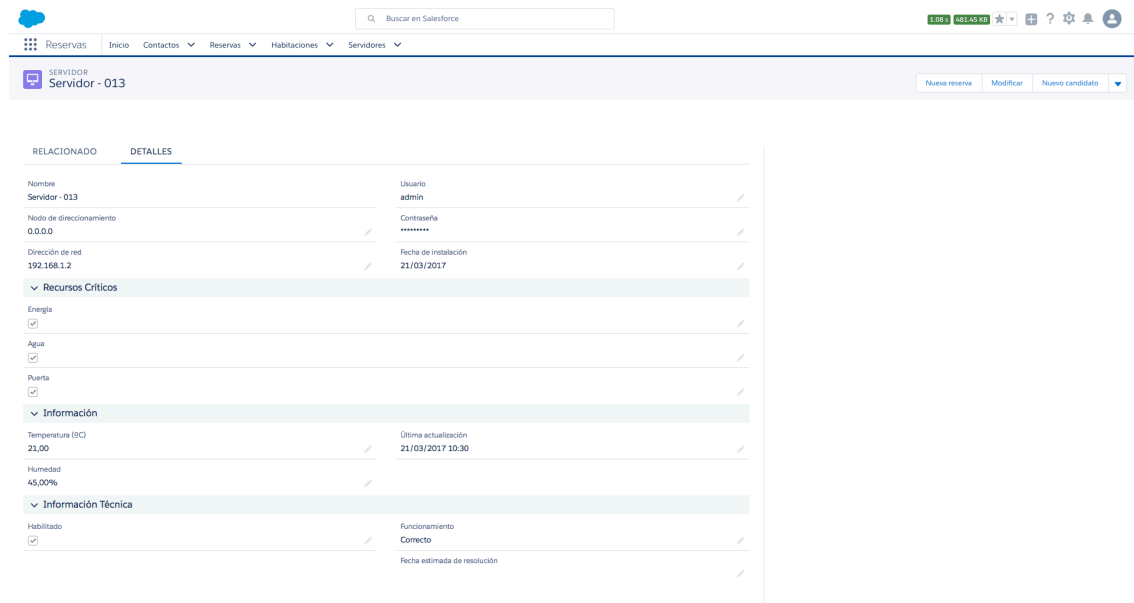 Buscar en Salesforce
1.08 s 481.45 KB
Reservas Inicio Contactos Reservas Habitaciones Servidores
SERVIDOR
Servidor - 013
Nueva reserva Modificar Nuevo candidato
RELACIONADO DETALLES
Nombre Usuario
Servidor - 013 admin
Nodo de direccionamiento Contraseña
0.0.0.0 *********
Dirección de red Fecha de instalación
192.168.1.2 21/03/2017
Recursos Críticos
Energía
Agua
Puerta
Información
Temperatura (ºC) Última actualización
21,00 21/03/2017 10:30
Humedad
45,00%
Información Técnica
Habilitado Funcionamiento
Correcto
Fecha estimada de resolución